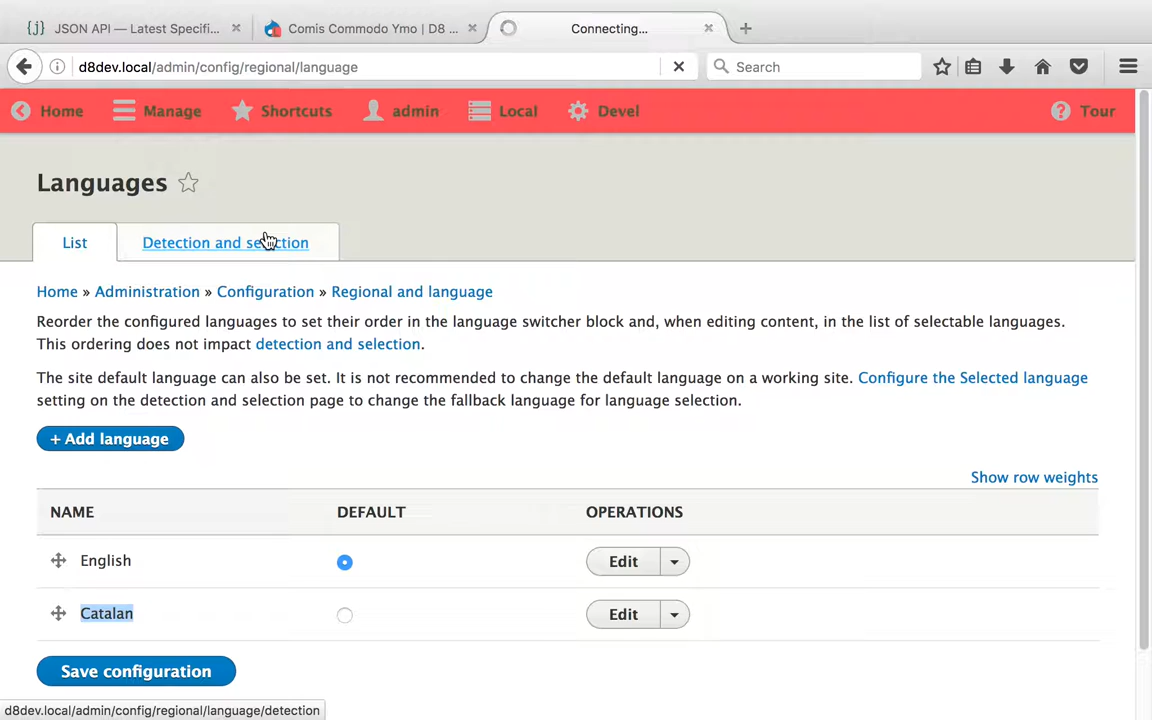 {} JSON API — Latest Specifi... ×
Comis Commodo Ymo | D8 ... ×
Connecting... × +
d8dev.local/admin/config/regional/language
Search
Home Manage Shortcuts admin Local Devel Tour
Languages
List
Detection and selection
Home » Administration » Configuration » Regional and language
Reorder the configured languages to set their order in the language switcher block and, when editing content, in the list of selectable languages.
This ordering does not impact detection and selection.
The site default language can also be set. It is not recommended to change the default language on a working site. Configure the Selected language
setting on the detection and selection page to change the fallback language for language selection.
+ Add language
Show row weights
NAME DEFAULT OPERATIONS
English Edit
Catalan Edit
Save configuration
d8dev.local/admin/config/regional/language/detection